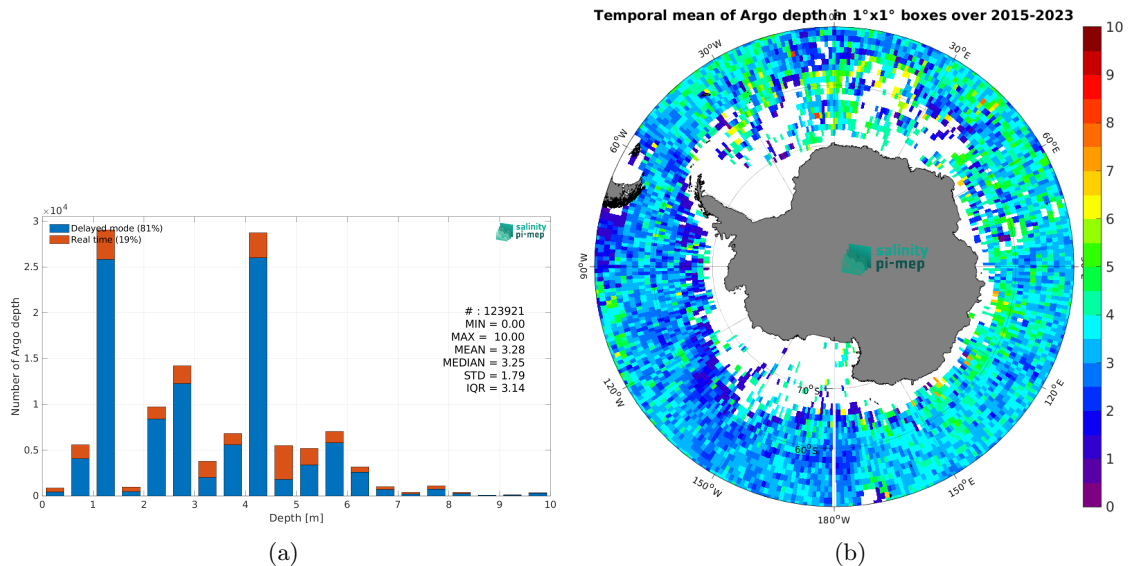 ×10⁴
3
2.5
2
1.5
1
0.5
0
Number of Argo depth
Delayed mode (81%)
Real time (19%)
salinity
pi-mep
# : 123921
MIN = 0.00
MAX = 10.00
MEAN = 3.28
MEDIAN = 3.25
STD = 1.79
IQR = 3.14
1 2 3 4 5 6 7 8 9 10
Depth [m]
(a)
Temporal mean of Argo depth in 1°x1° boxes over 2015-2023
30°W
30°E
60°W
60°E
90°W
salinity
pi-mep
120°W
120°E
70°S
60°S
150°W
150°E
180°W
10
9
8
7
6
5
4
3
2
1
0
(b)